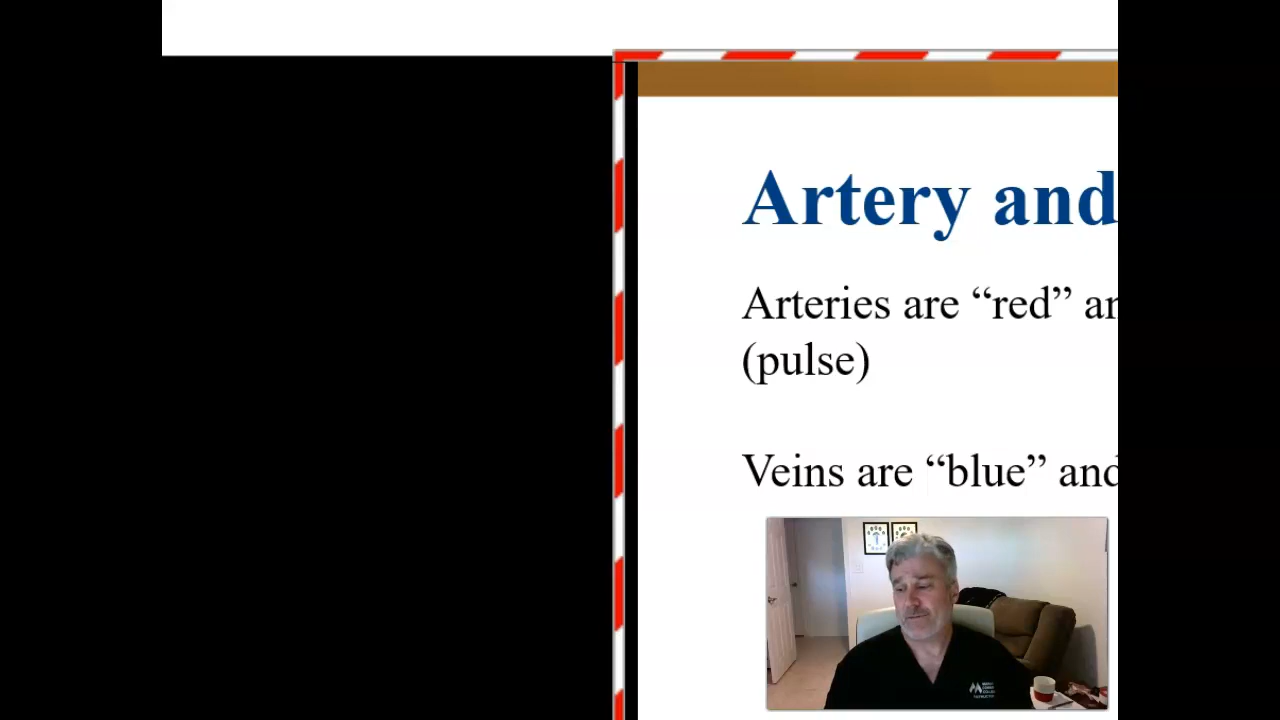 Artery and
Arteries are “red” ar
(pulse)
Veins are “blue” and